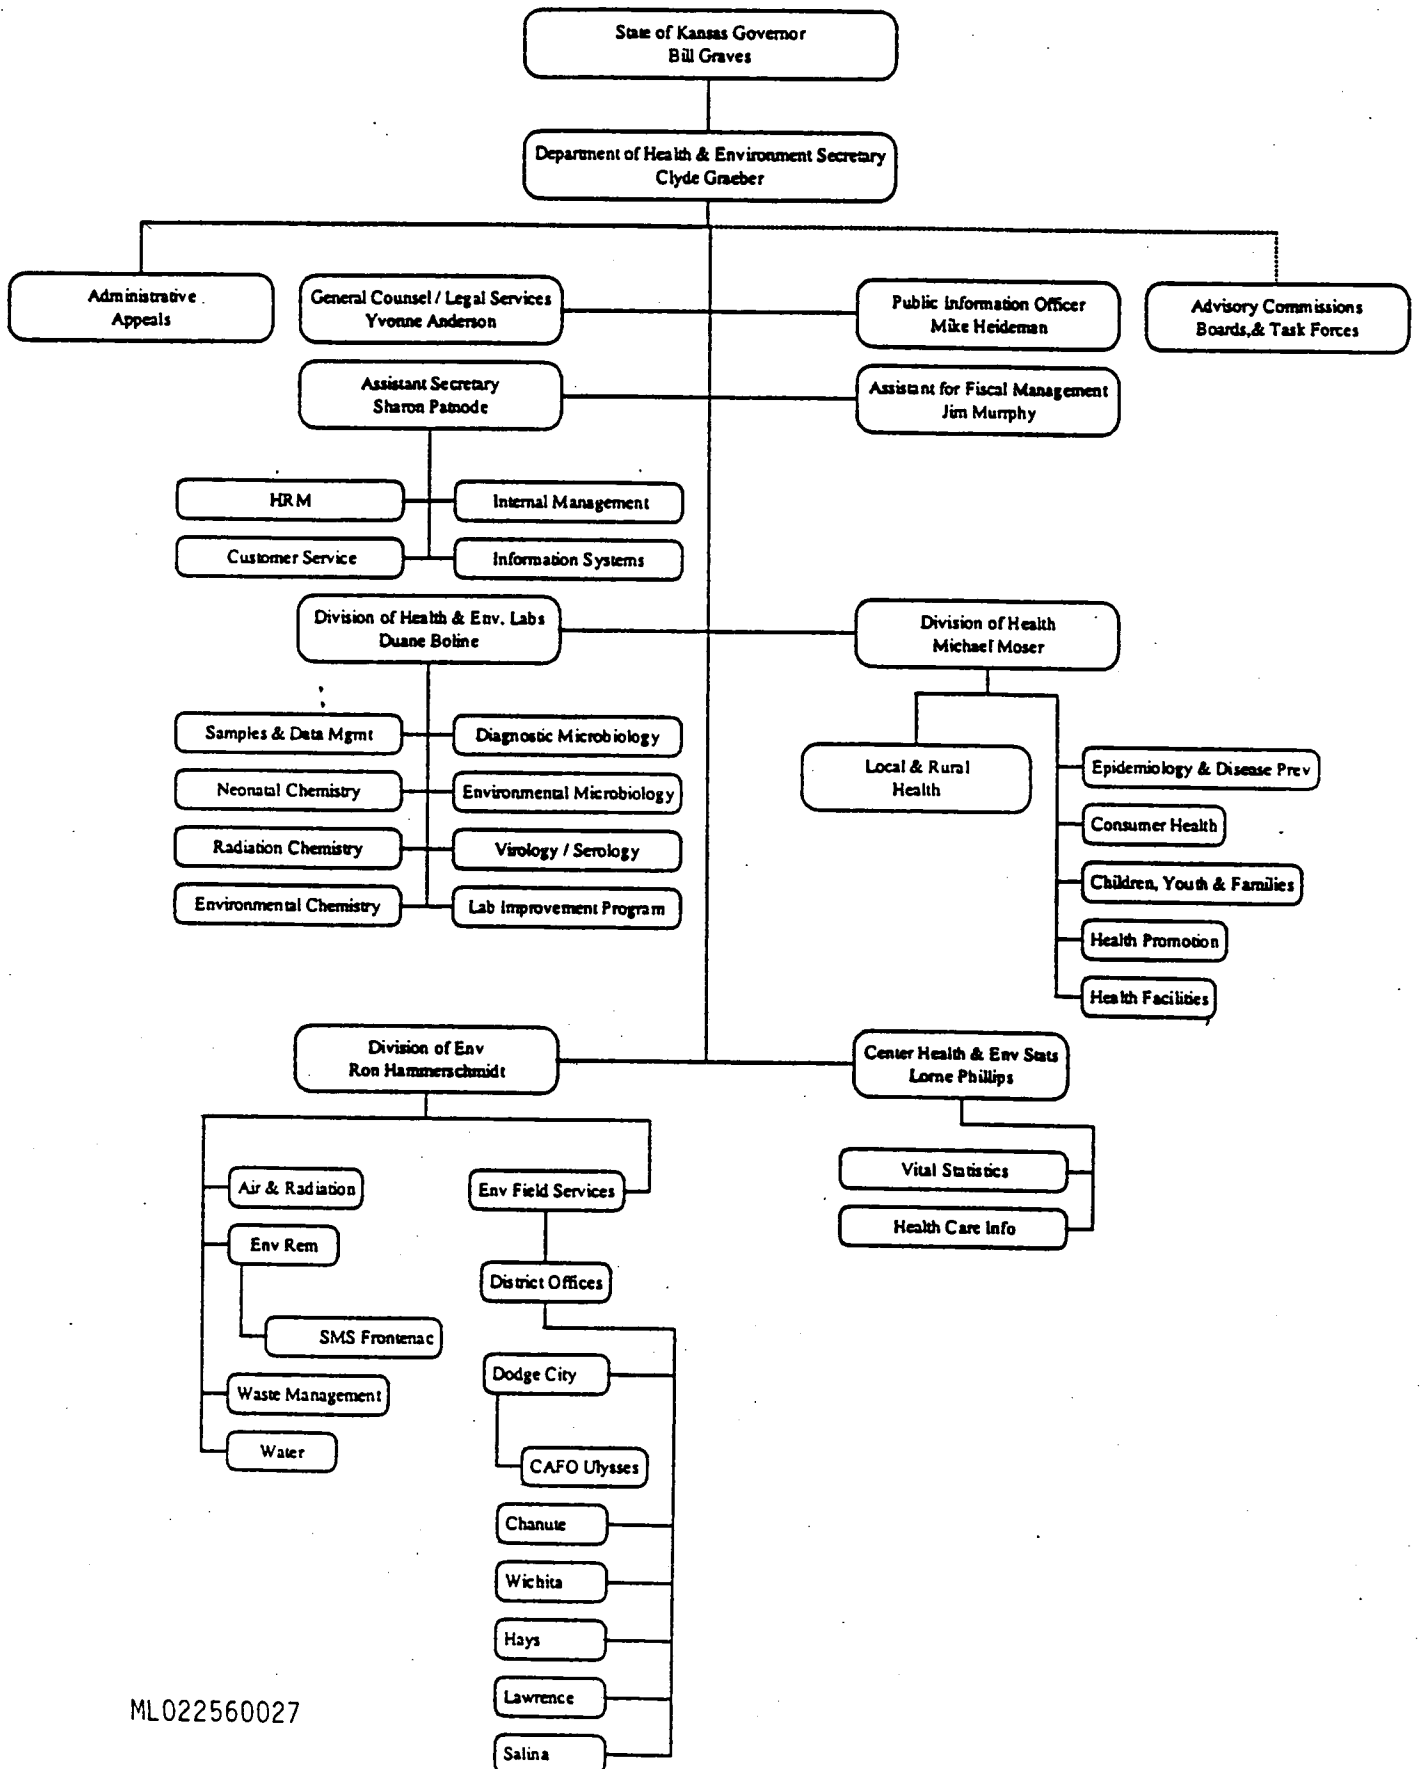 State of Kansas Governor
Bill Graves
Department of Health & Environment Secretary
Clyde Graeber
Administrative
Appeals
General Counsel / Legal Services
Yvonne Anderson
Public Information Officer
Mike Heideman
Advisory Commissions
Boards,& Task Forces
Assistant Secretary
Sharon Patnode
Assistant for Fiscal Management
Jim Murrphy
HRM
Internal Management
Customer Service
Information Systems
Division of Health & Env. Labs
Duane Boline
Division of Health
Michael Moser
Samples & Data Mgmt
Diagnostic Microbiology
Neonatal Chemistry
Environmental Microbiology
Radiation Chemistry
Virology / Serology
Environmental Chemistry
Lab Improvement Program
Local & Rural
Health
Epidemiology & Disease Prev
Consumer Health
Children, Youth & Families
Health Promotion
Health Facilities
Division of Env
Ron Hammerschmidt
Center Health & Env Stats
Lorne Phillips
Air & Radiation
Env Rem
SMS Frontenac
Waste Management
Water
Env Field Services
District Offices
Dodge City
CAFO Ulysses
Chanute
Wichita
Hays
Lawrence
Salina
Vital Statistics
Health Care Info
ML022560027